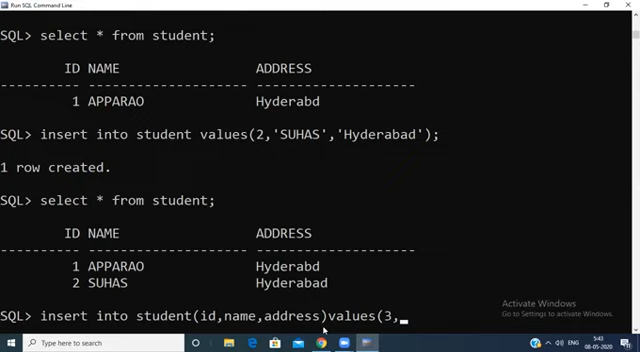 Run SQL Command Line
SQL> select * from student;
ID NAME ADDRESS
---------- -------------------- --------------------
1 APPARAO Hyderabd
SQL> insert into student values(2,'SUHAS','Hyderabad');
1 row created.
SQL> select * from student;
ID NAME ADDRESS
---------- -------------------- --------------------
1 APPARAO Hyderabd
2 SUHAS Hyderabad
SQL> insert into student(id,name,address)values(3,_
Activate Windows
Go to Settings to activate Windows.
Type here to search
ENG
5:43
08-05-2020